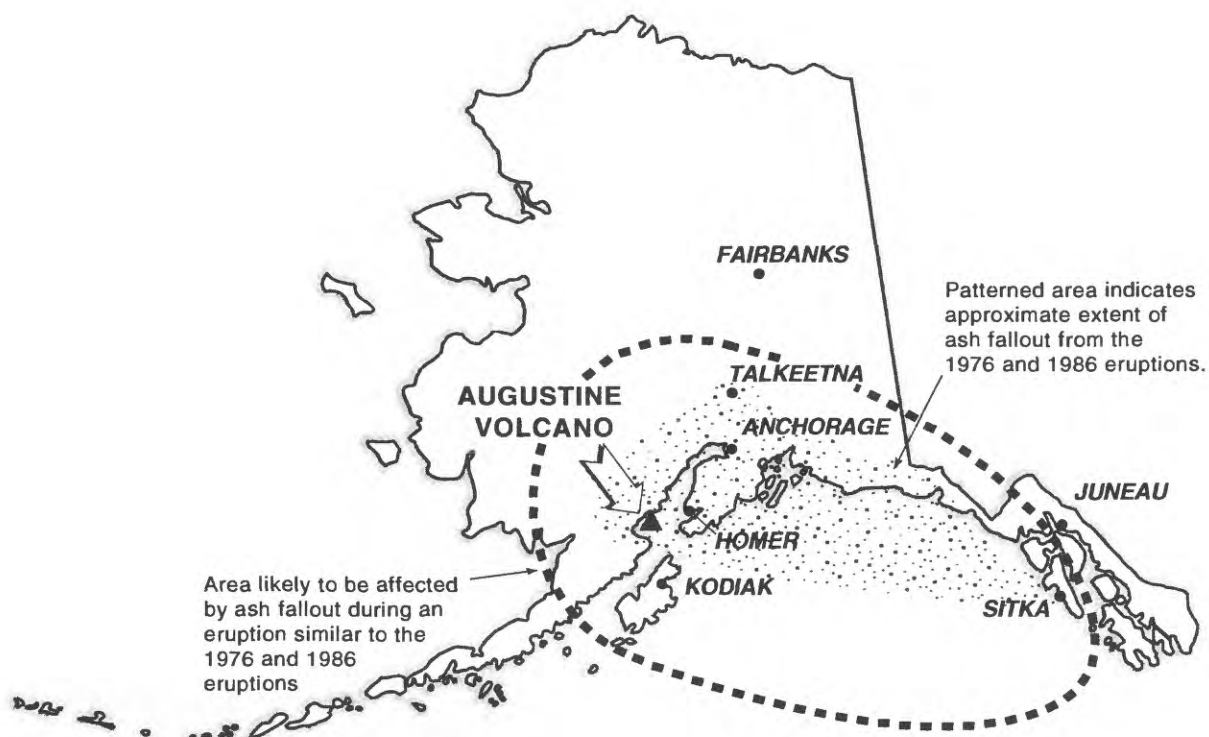 FAIRBANKS
Patterned area indicates
approximate extent of
ash fallout from the
1976 and 1986 eruptions.
TALKEETNA
AUGUSTINE
VOLCANO
ANCHORAGE
JUNEAU
HOMER
KODIAK
SITKA
Area likely to be affected
by ash fallout during an
eruption similar to the
1976 and 1986
eruptions